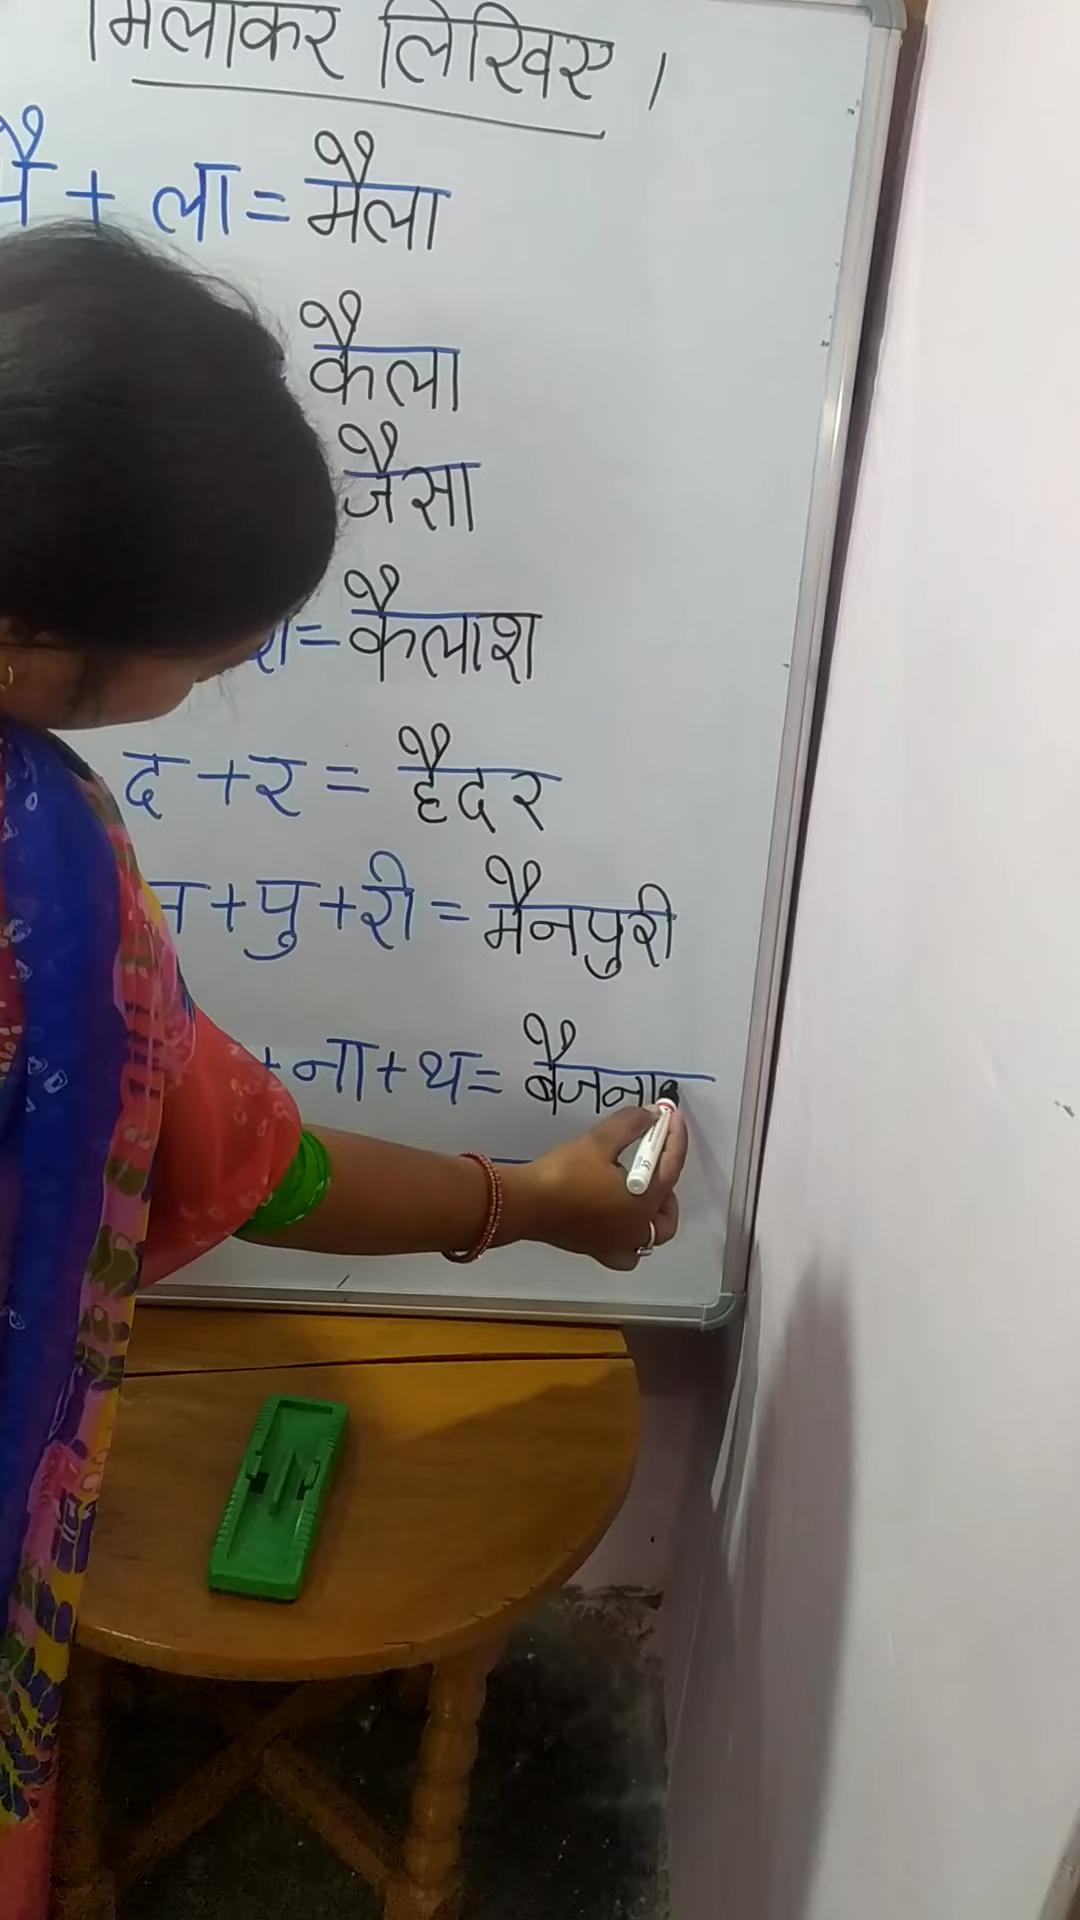 मिलाकर लिखिए ।
मै + ला = मैला
कैला
जैसा
श = कैलाश
द + र = हैदर
न + पु + री = मैनपुरी
+ ना + थ = बैजना